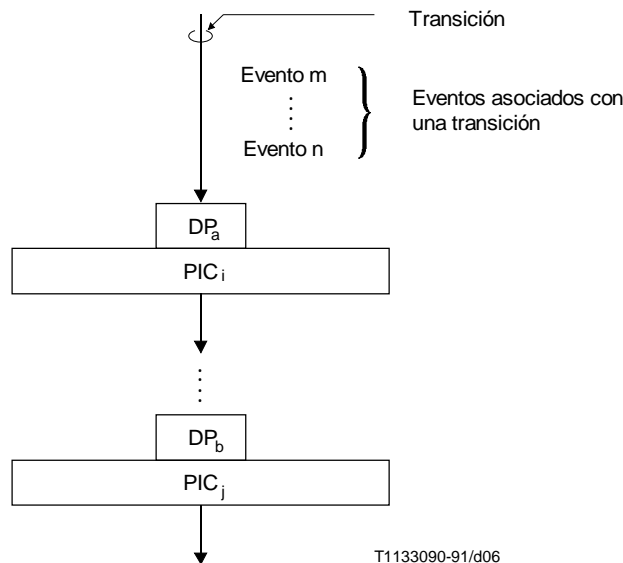 Transición
Evento m
Eventos asociados con
una transición
Evento n
DPa
PICi
DPb
PICj
T1133090-91/d06